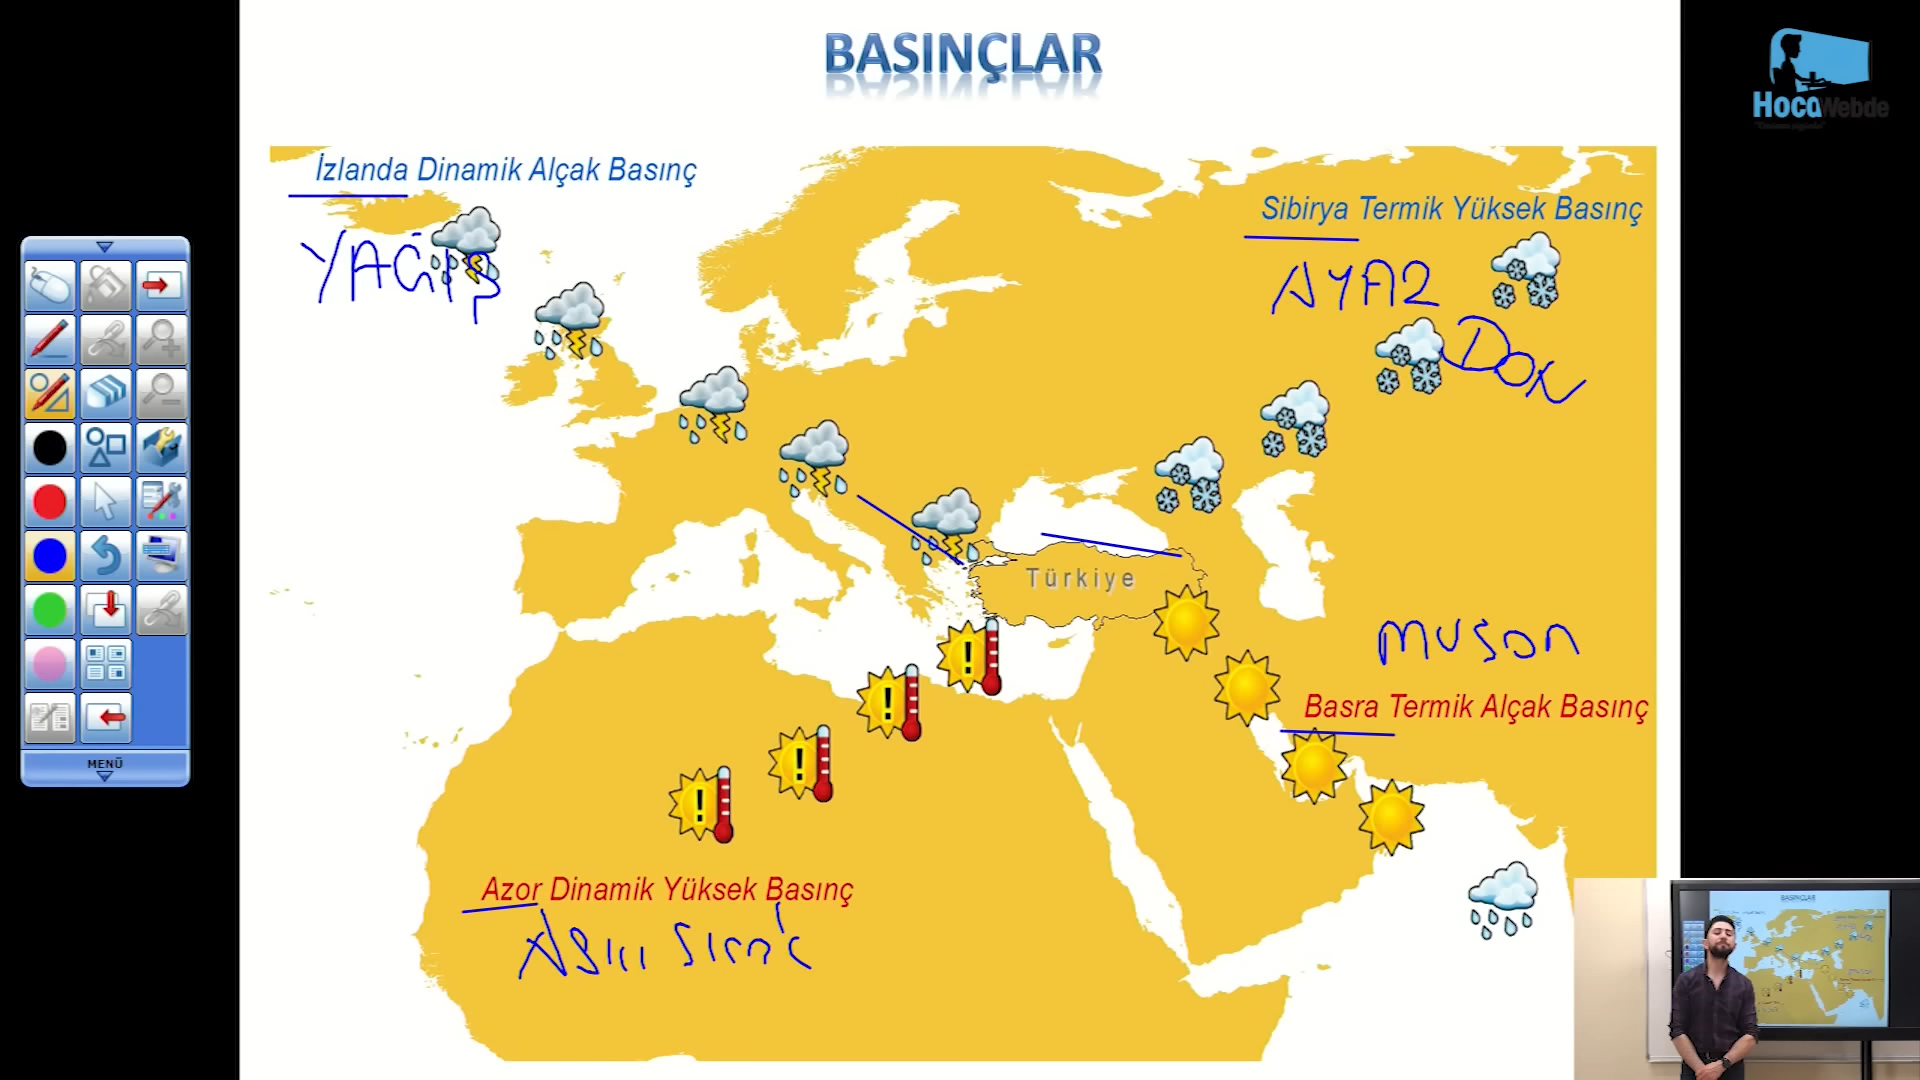 BASINÇLAR
Hocawebde
İzlanda Dinamik Alçak Basınç
YAĞIŞ
Sibirya Termik Yüksek Basınç
AYAZ
DON
Türkiye
muson
Basra Termik Alçak Basınç
Azor Dinamik Yüksek Basınç
AŞırı Sıcak
MENÜ